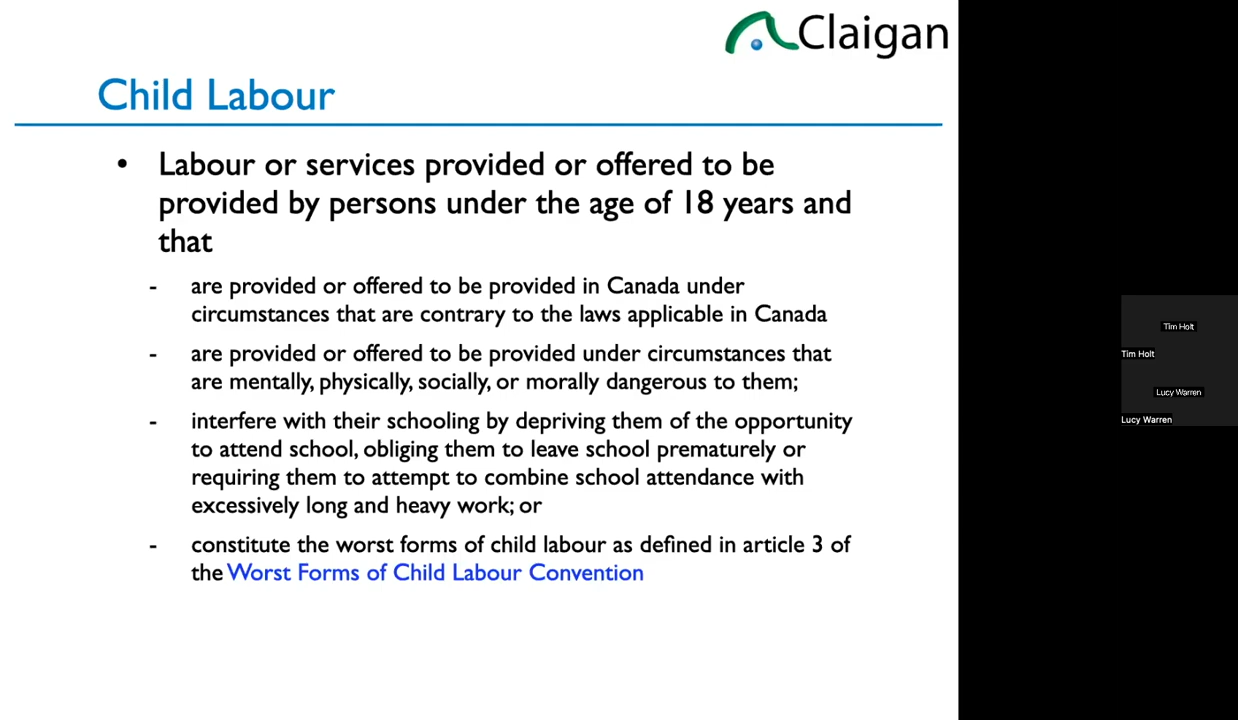 Claigan
Child Labour
• Labour or services provided or offered to be
provided by persons under the age of 18 years and
that
- are provided or offered to be provided in Canada under
circumstances that are contrary to the laws applicable in Canada
- are provided or offered to be provided under circumstances that
are mentally, physically, socially, or morally dangerous to them;
- interfere with their schooling by depriving them of the opportunity
to attend school, obliging them to leave school prematurely or
requiring them to attempt to combine school attendance with
excessively long and heavy work; or
- constitute the worst forms of child labour as defined in article 3 of
the Worst Forms of Child Labour Convention
Tim Holt
Tim Holt
Lucy Warren
Lucy Warren